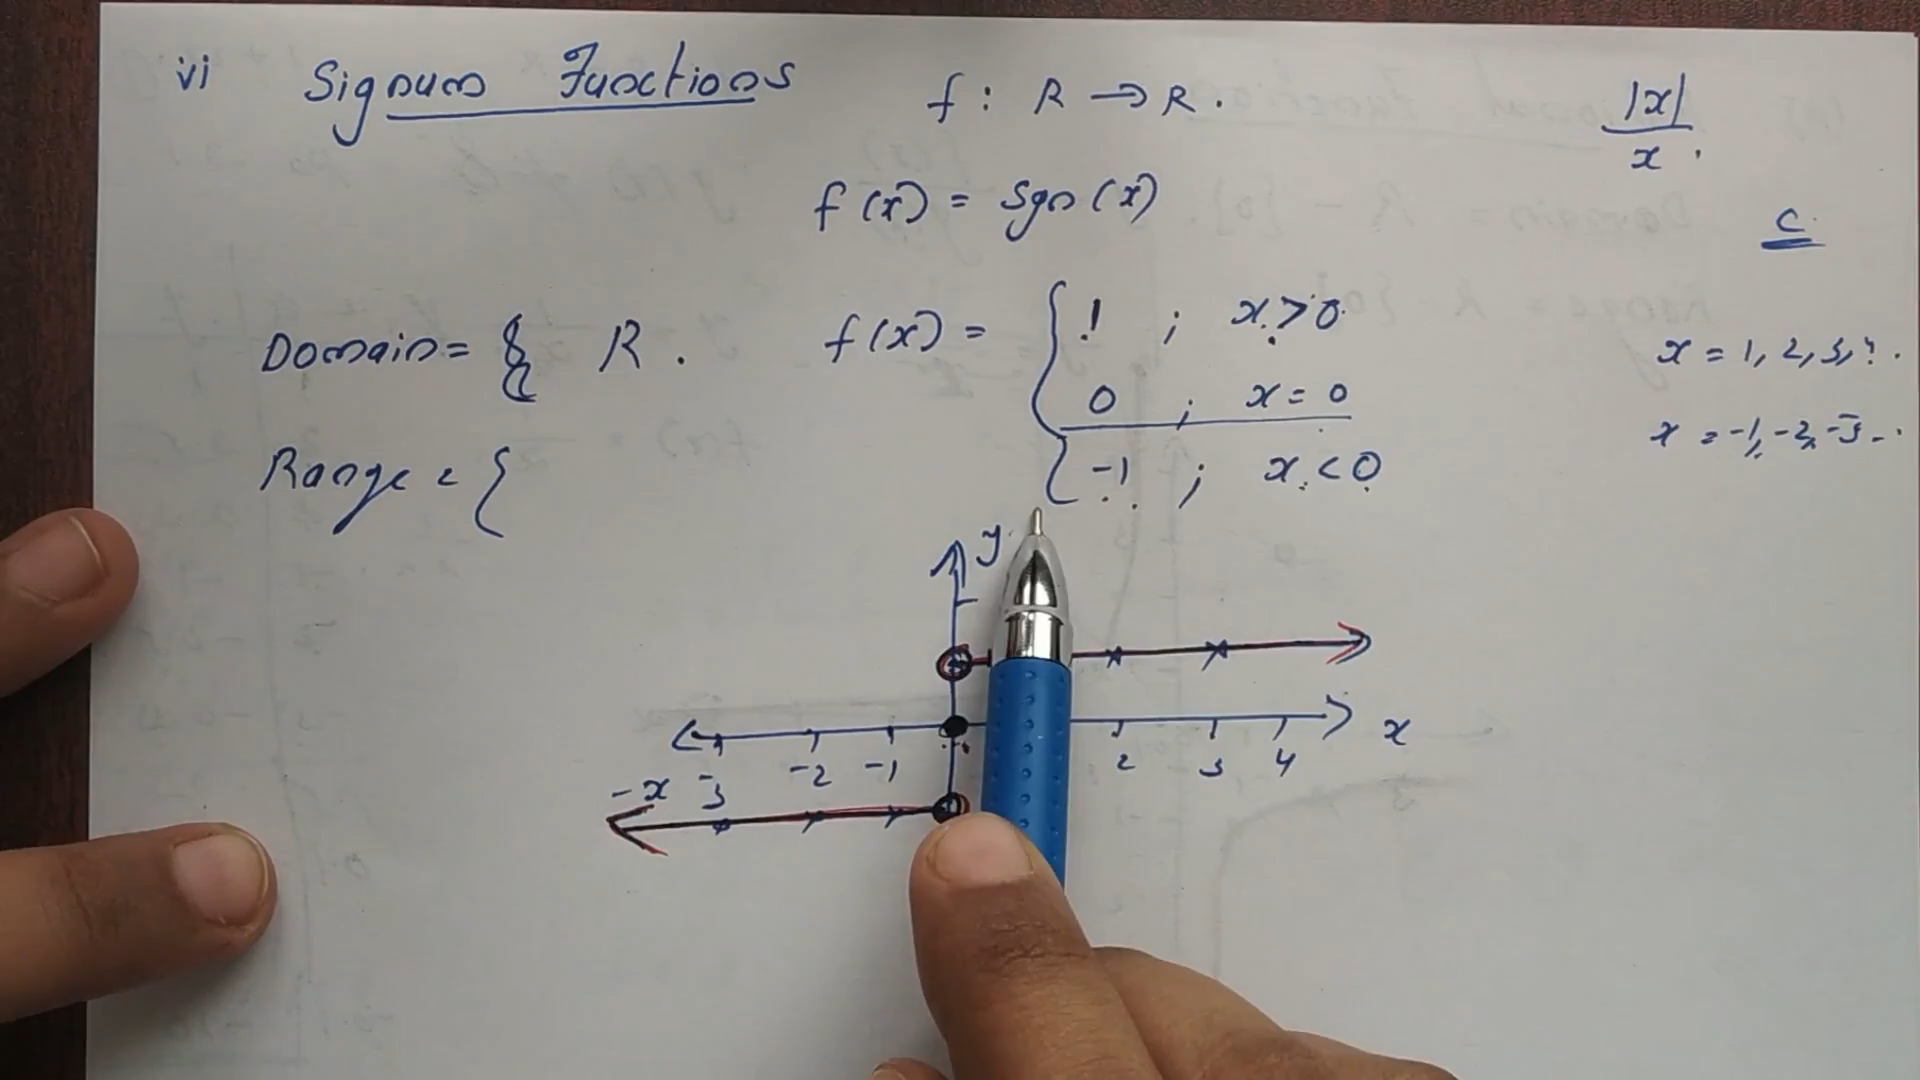 vi Signum Functions f : R → R . |x| / x .
f(x) = Sgn(x)
C
Domain = R . f(x) = { 1 ; x > 0
x = 1, 2, 3, 4 .
0 ; x = 0
x = -1, -2, -3 ..
Range = { -1 ; x < 0
y
x
-3 -2 -1 2 3 4
-x